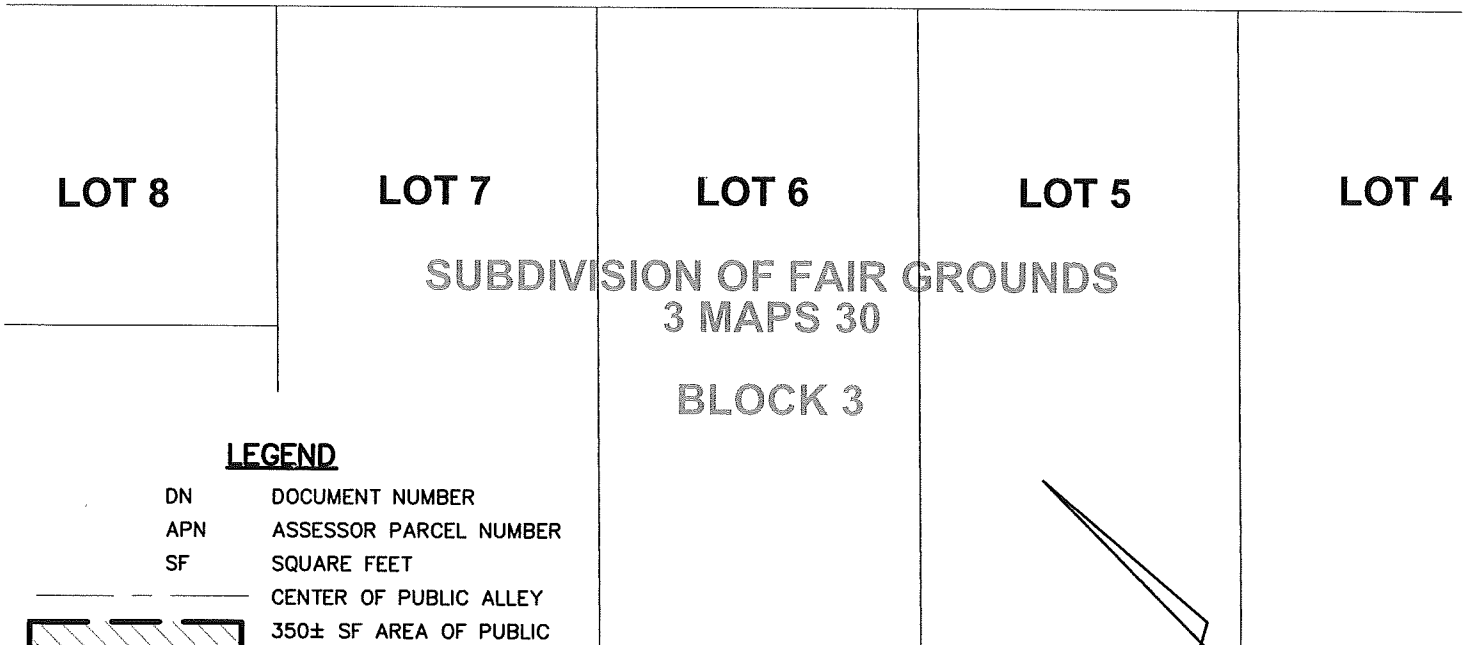 LOT 8 LOT 7 LOT 6 LOT 5 LOT 4
SUBDIVISION OF FAIR GROUNDS
3 MAPS 30
BLOCK 3
LEGEND
DN DOCUMENT NUMBER
APN ASSESSOR PARCEL NUMBER
SF SQUARE FEET
CENTER OF PUBLIC ALLEY
350± SF AREA OF PUBLIC